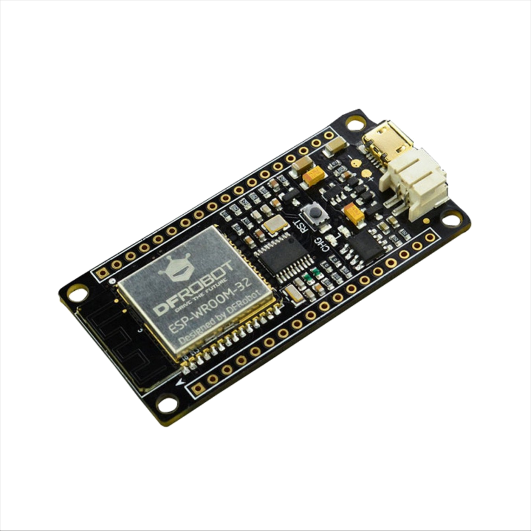 DFROBOT
DRIVE THE FUTURE
ESP-WROOM-32
Designed by DFRobot
RST
CHG
L
+